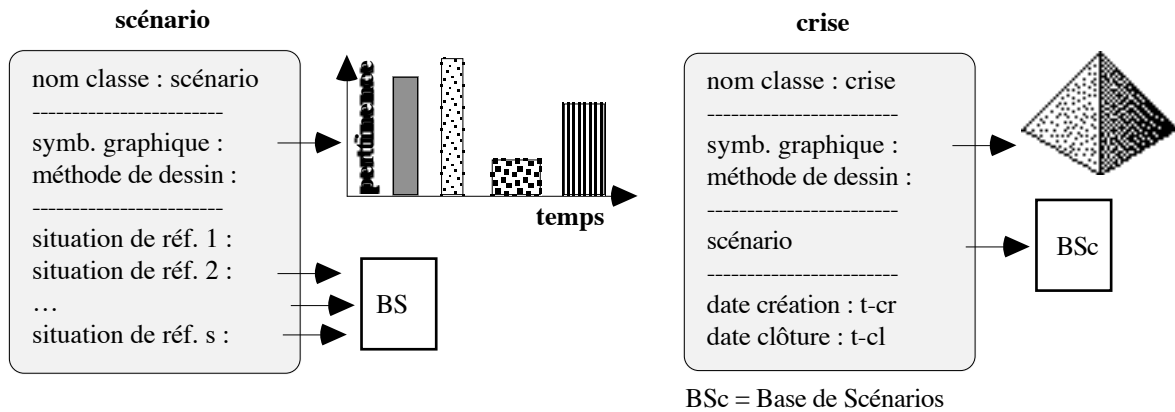 scénario
nom classe : scénario
------------------------
symb. graphique :
méthode de dessin :
------------------------
situation de réf. 1 :
situation de réf. 2 :
…
situation de réf. s :
pertinence
temps
BS
crise
nom classe : crise
------------------------
symb. graphique :
méthode de dessin :
------------------------
scénario
------------------------
date création : t-cr
date clôture : t-cl
BSc
BSc = Base de Scénarios